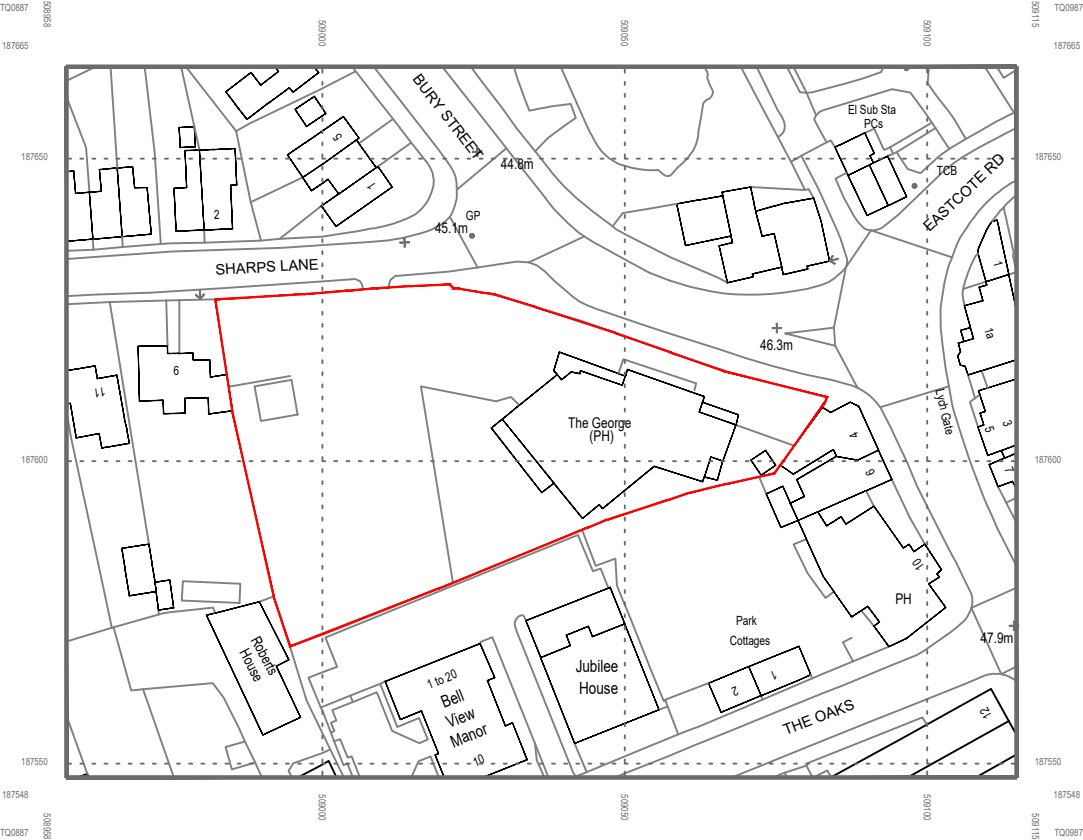 TQ0887
508958
509000
509050
509100
509115
TQ0987
187665
187665
BURY STREET
El Sub Sta
PCs
187650
5
44.8m
187650
TCB
1
EASTCOTE RD
2
GP
45.1m
SHARPS LANE
1
1a
46.3m
6
11
Lych Gate
The George
(PH)
4
3
5
187600
9
7
187600
10
PH
Park
Cottages
47.9m
Roberts
House
Jubilee
House
1 to 20
Bell
View
Manor
10
1
2
THE OAKS
12
187550
187550
187548
187548
509000
509050
509100
TQ0887
508958
509115
TQ0987